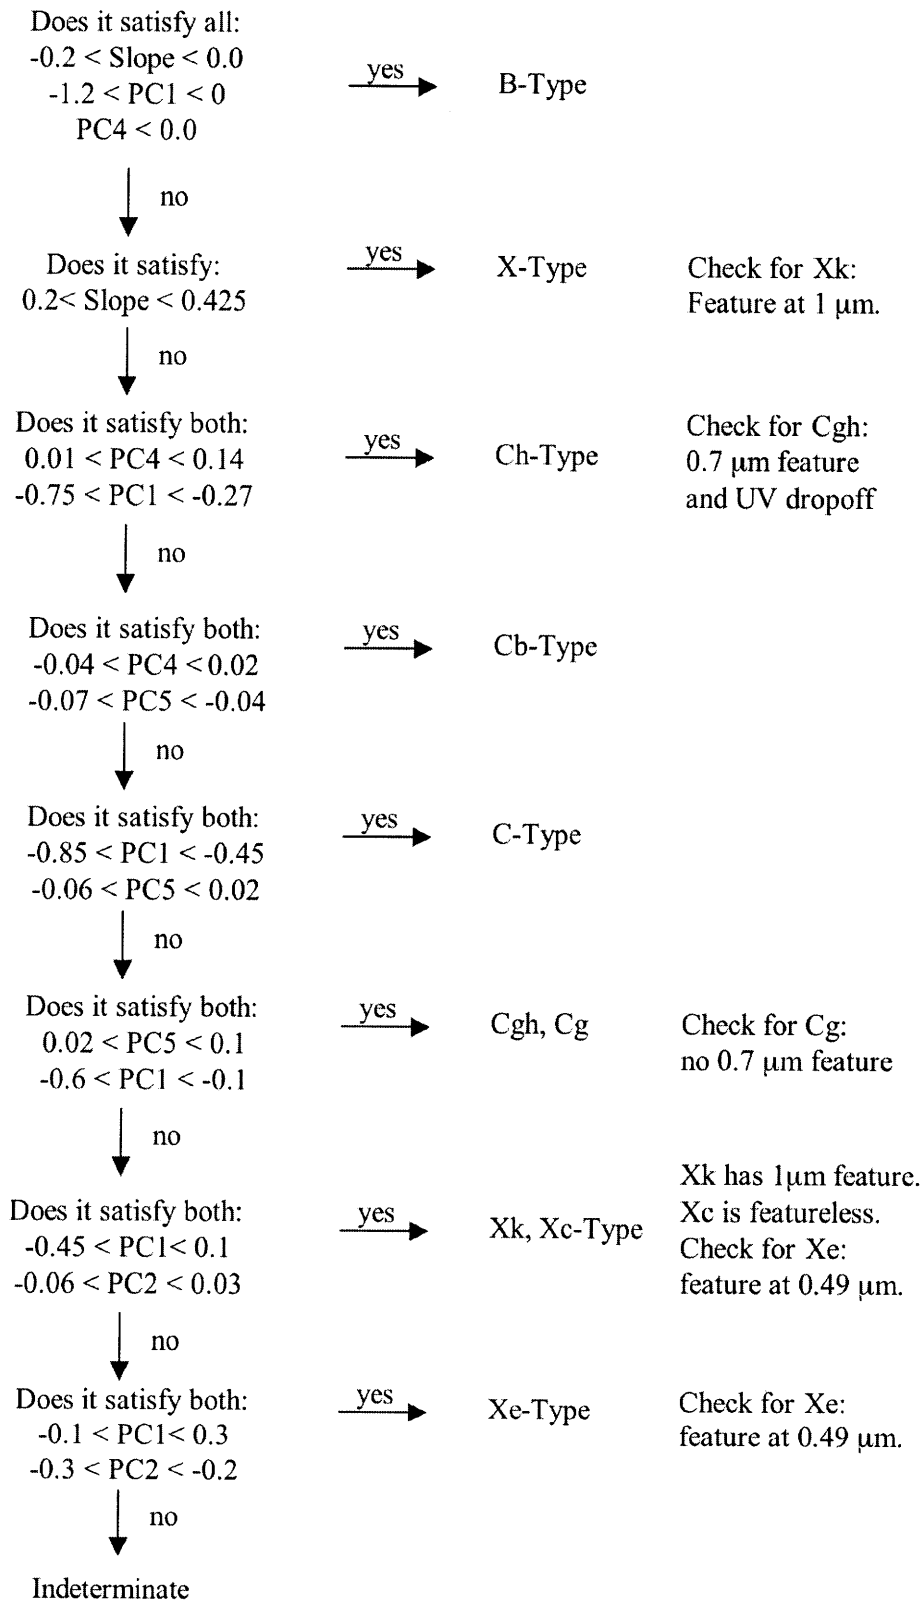 Does it satisfy all:
-0.2 < Slope < 0.0
-1.2 < PC1 < 0
PC4 < 0.0
yes
B-Type
no
Does it satisfy:
0.2< Slope < 0.425
yes
X-Type
Check for Xk:
Feature at 1 μm.
no
Does it satisfy both:
0.01 < PC4 < 0.14
-0.75 < PC1 < -0.27
yes
Ch-Type
Check for Cgh:
0.7 μm feature
and UV dropoff
no
Does it satisfy both:
-0.04 < PC4 < 0.02
-0.07 < PC5 < -0.04
yes
Cb-Type
no
Does it satisfy both:
-0.85 < PC1 < -0.45
-0.06 < PC5 < 0.02
yes
C-Type
no
Does it satisfy both:
0.02 < PC5 < 0.1
-0.6 < PC1 < -0.1
yes
Cgh, Cg
Check for Cg:
no 0.7 μm feature
no
Does it satisfy both:
-0.45 < PC1< 0.1
-0.06 < PC2 < 0.03
yes
Xk, Xc-Type
Xk has 1μm feature.
Xc is featureless.
Check for Xe:
feature at 0.49 μm.
no
Does it satisfy both:
-0.1 < PC1< 0.3
-0.3 < PC2 < -0.2
yes
Xe-Type
Check for Xe:
feature at 0.49 μm.
no
Indeterminate